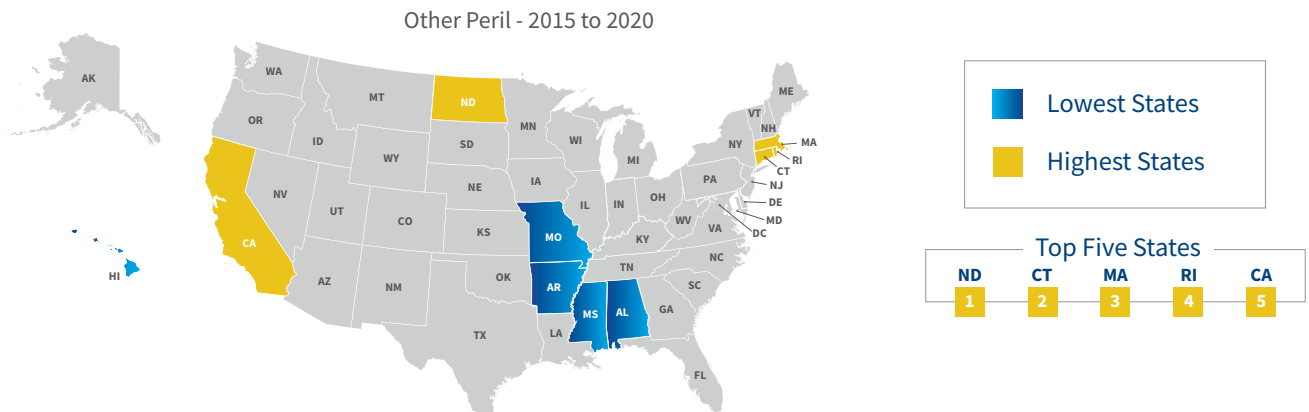 Other Peril - 2015 to 2020
AK
WA
OR
CA
HI
ID
NV
MT
WY
UT
AZ
CO
NM
ND
SD
NE
KS
OK
TX
MN
IA
MO
AR
LA
WI
IL
MS
MI
IN
KY
TN
AL
OH
WV
GA
FL
SC
NC
VA
PA
NY
VT
NH
ME
MA
RI
CT
NJ
DE
MD
DC
Lowest States
Highest States
Top Five States
ND CT MA RI CA
1 2 3 4 5